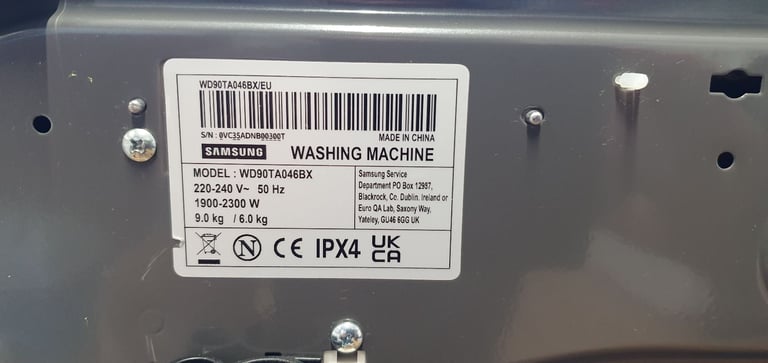 WD90TA046BX/EU
S/N : 0VC35ADNB00300T
MADE IN CHINA
SAMSUNG WASHING MACHINE
MODEL : WD90TA046BX
220-240 V~ 50 Hz
1900-2300 W
9.0 kg / 6.0 kg
Samsung Service
Department PO Box 12987,
Blackrock, Co. Dublin. Ireland or
Euro QA Lab, Saxony Way,
Yateley, GU46 6GG UK
N CE IPX4 UK
CA